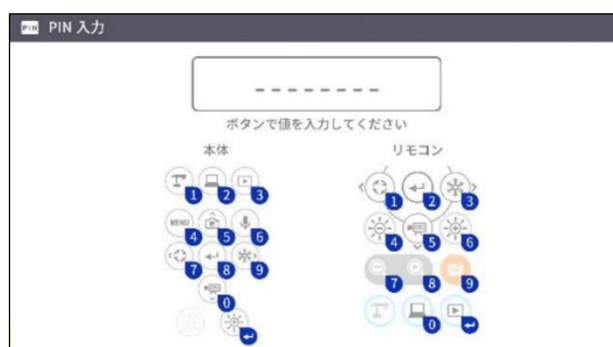 PIN PIN 入力
--------
ボタンで値を入力してください
本体
リモコン
1 2 3
1 2 3
MENU
4 5 6
4 5 6
7 8 9
7 8 9
0
0